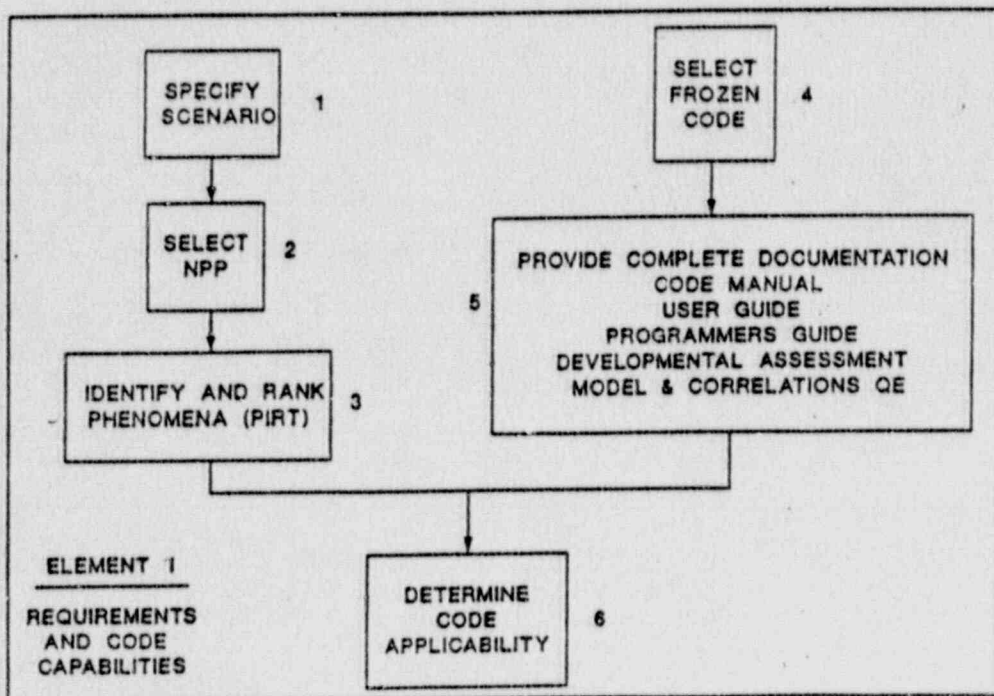 SPECIFY
SCENARIO
1
SELECT
NPP
2
IDENTIFY AND RANK
PHENOMENA (PIRT)
3
SELECT
FROZEN
CODE
4
PROVIDE COMPLETE DOCUMENTATION
CODE MANUAL
USER GUIDE
PROGRAMMERS GUIDE
DEVELOPMENTAL ASSESSMENT
MODEL & CORRELATIONS QE
5
DETERMINE
CODE
APPLICABILITY
6
ELEMENT 1
REQUIREMENTS
AND CODE
CAPABILITIES